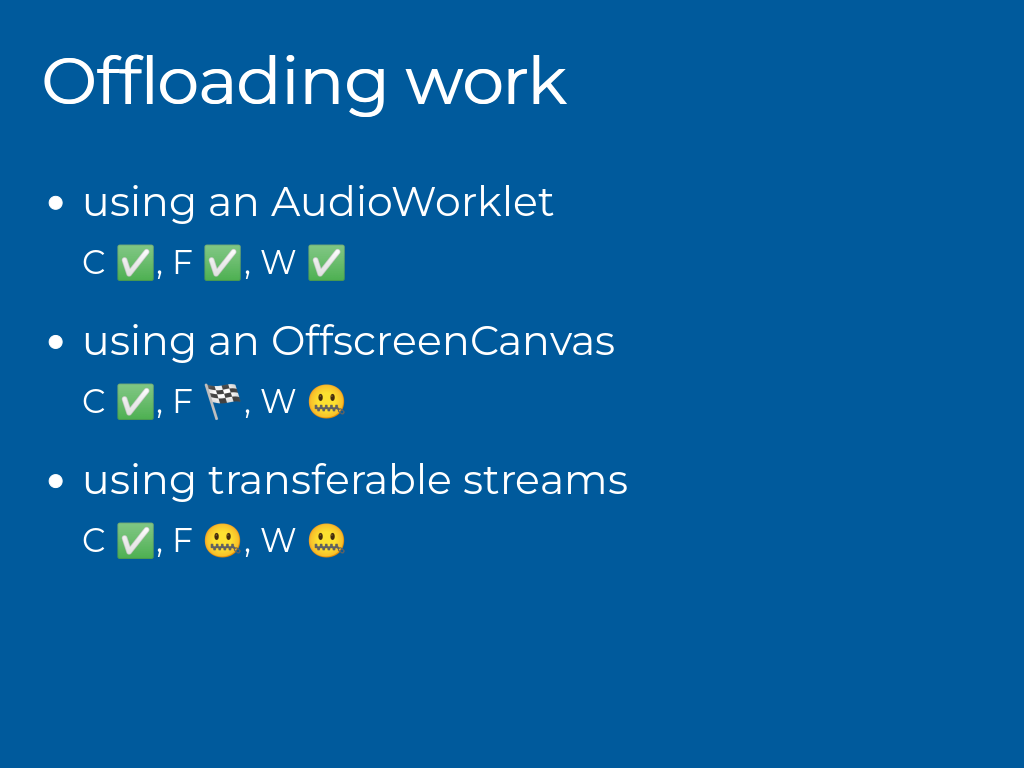 Offloading work
• using an AudioWorklet
C ✅, F ✅, W ✅
• using an OffscreenCanvas
C ✅, F 🏁, W 🤐
• using transferable streams
C ✅, F 🤐, W 🤐